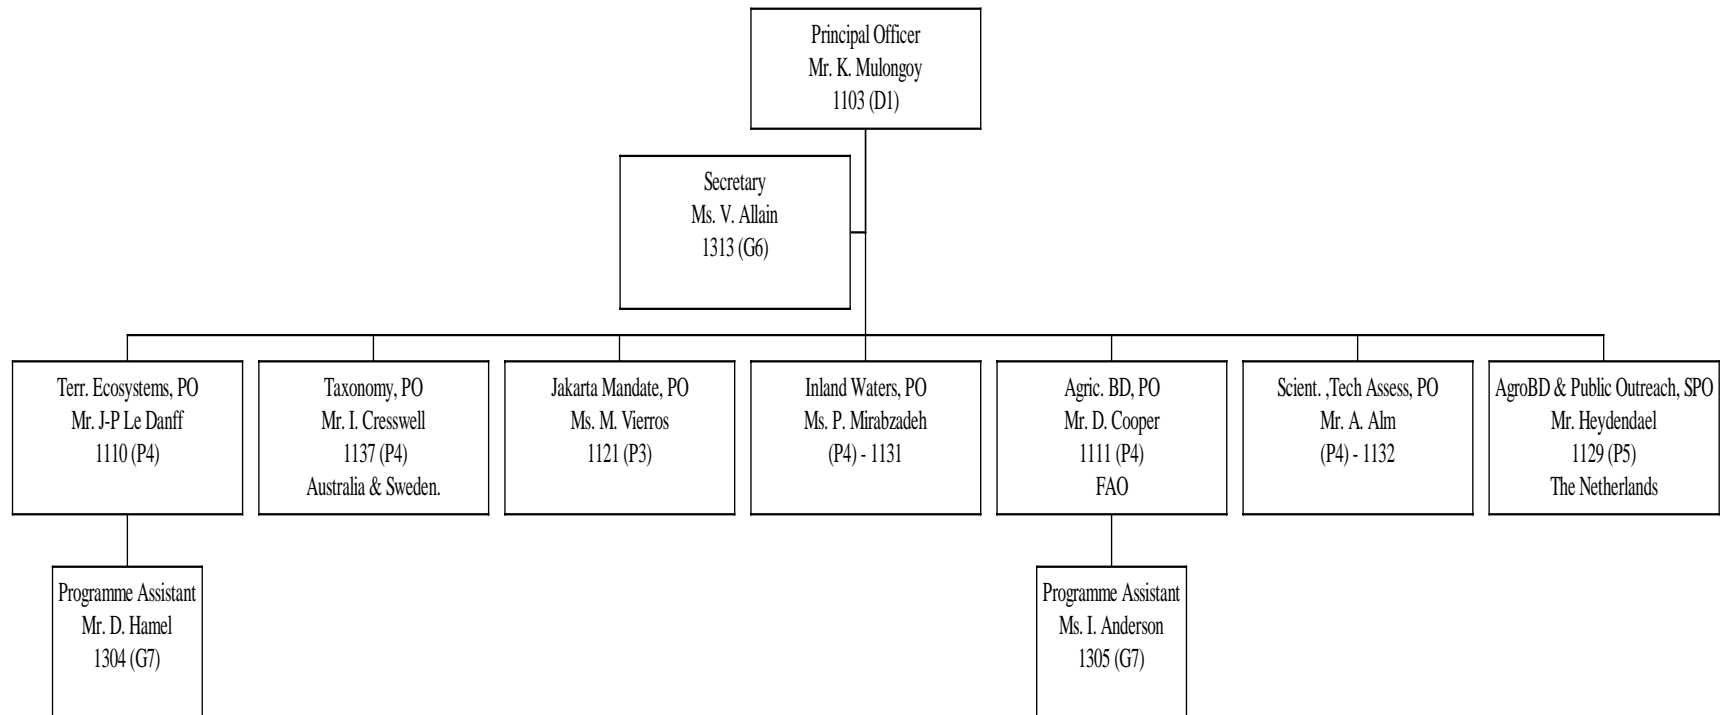 Principal Officer
Mr. K. Mulongoy
1103 (D1)
Secretary
Ms. V. Allain
1313 (G6)
Terr. Ecosystems, PO
Mr. J-P Le Danff
1110 (P4)
Taxonomy, PO
Mr. I. Cresswell
1137 (P4)
Australia & Sweden.
Jakarta Mandate, PO
Ms. M. Vierros
1121 (P3)
Inland Waters, PO
Ms. P. Mirabzadeh
(P4) - 1131
Agric. BD, PO
Mr. D. Cooper
1111 (P4)
FAO
Scient. ,Tech Assess, PO
Mr. A. Alm
(P4) - 1132
AgroBD & Public Outreach, SPO
Mr. Heydendael
1129 (P5)
The Netherlands
Programme Assistant
Mr. D. Hamel
1304 (G7)
Programme Assistant
Ms. I. Anderson
1305 (G7)